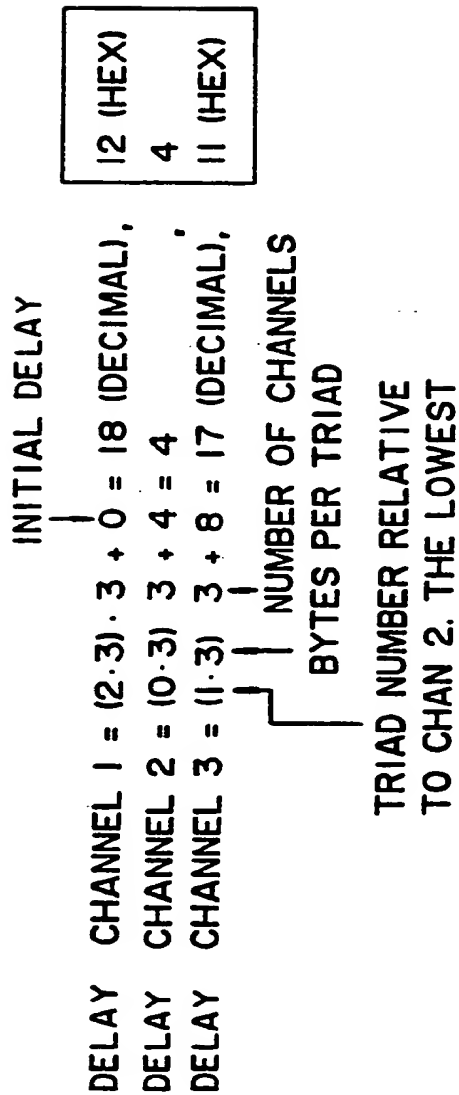 INITIAL DELAY
DELAY CHANNEL 1 = (2·3) · 3 + 0 = 18 (DECIMAL), 12 (HEX)
DELAY CHANNEL 2 = (0·3) 3 + 4 = 4 , 4
DELAY CHANNEL 3 = (1·3) 3 + 8 = 17 (DECIMAL), 11 (HEX)
NUMBER OF CHANNELS
BYTES PER TRIAD
TRIAD NUMBER RELATIVE
TO CHAN 2. THE LOWEST